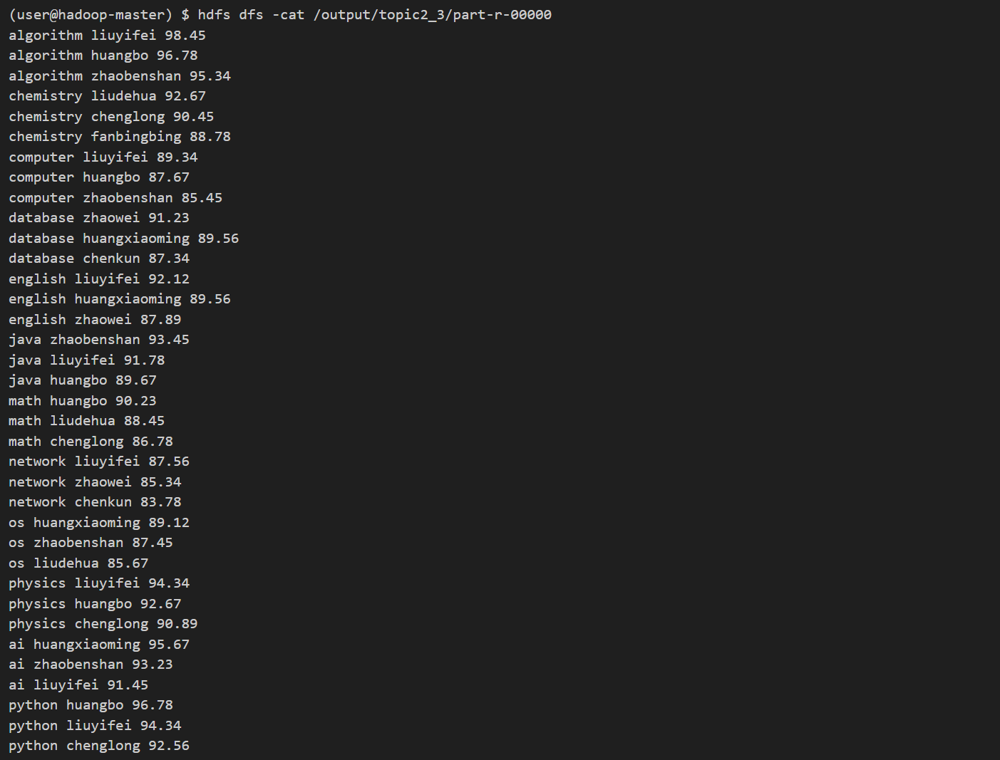 (user@hadoop-master) $ hdfs dfs -cat /output/topic2_3/part-r-00000
algorithm liuyifei 98.45
algorithm huangbo 96.78
algorithm zhaobenshan 95.34
chemistry liudehua 92.67
chemistry chenglong 90.45
chemistry fanbingbing 88.78
computer liuyifei 89.34
computer huangbo 87.67
computer zhaobenshan 85.45
database zhaowei 91.23
database huangxiaoming 89.56
database chenkun 87.34
english liuyifei 92.12
english huangxiaoming 89.56
english zhaowei 87.89
java zhaobenshan 93.45
java liuyifei 91.78
java huangbo 89.67
math huangbo 90.23
math liudehua 88.45
math chenglong 86.78
network liuyifei 87.56
network zhaowei 85.34
network chenkun 83.78
os huangxiaoming 89.12
os zhaobenshan 87.45
os liudehua 85.67
physics liuyifei 94.34
physics huangbo 92.67
physics chenglong 90.89
ai huangxiaoming 95.67
ai zhaobenshan 93.23
ai liuyifei 91.45
python huangbo 96.78
python liuyifei 94.34
python chenglong 92.56